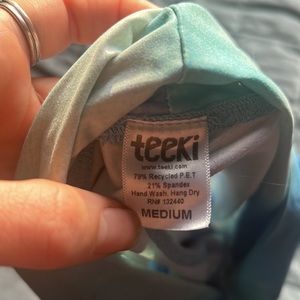 teeki
www.teeki.com
79% Recycled P.E.T
21% Spandex
Hand Wash, Hang Dry
RN# 132440
MEDIUM